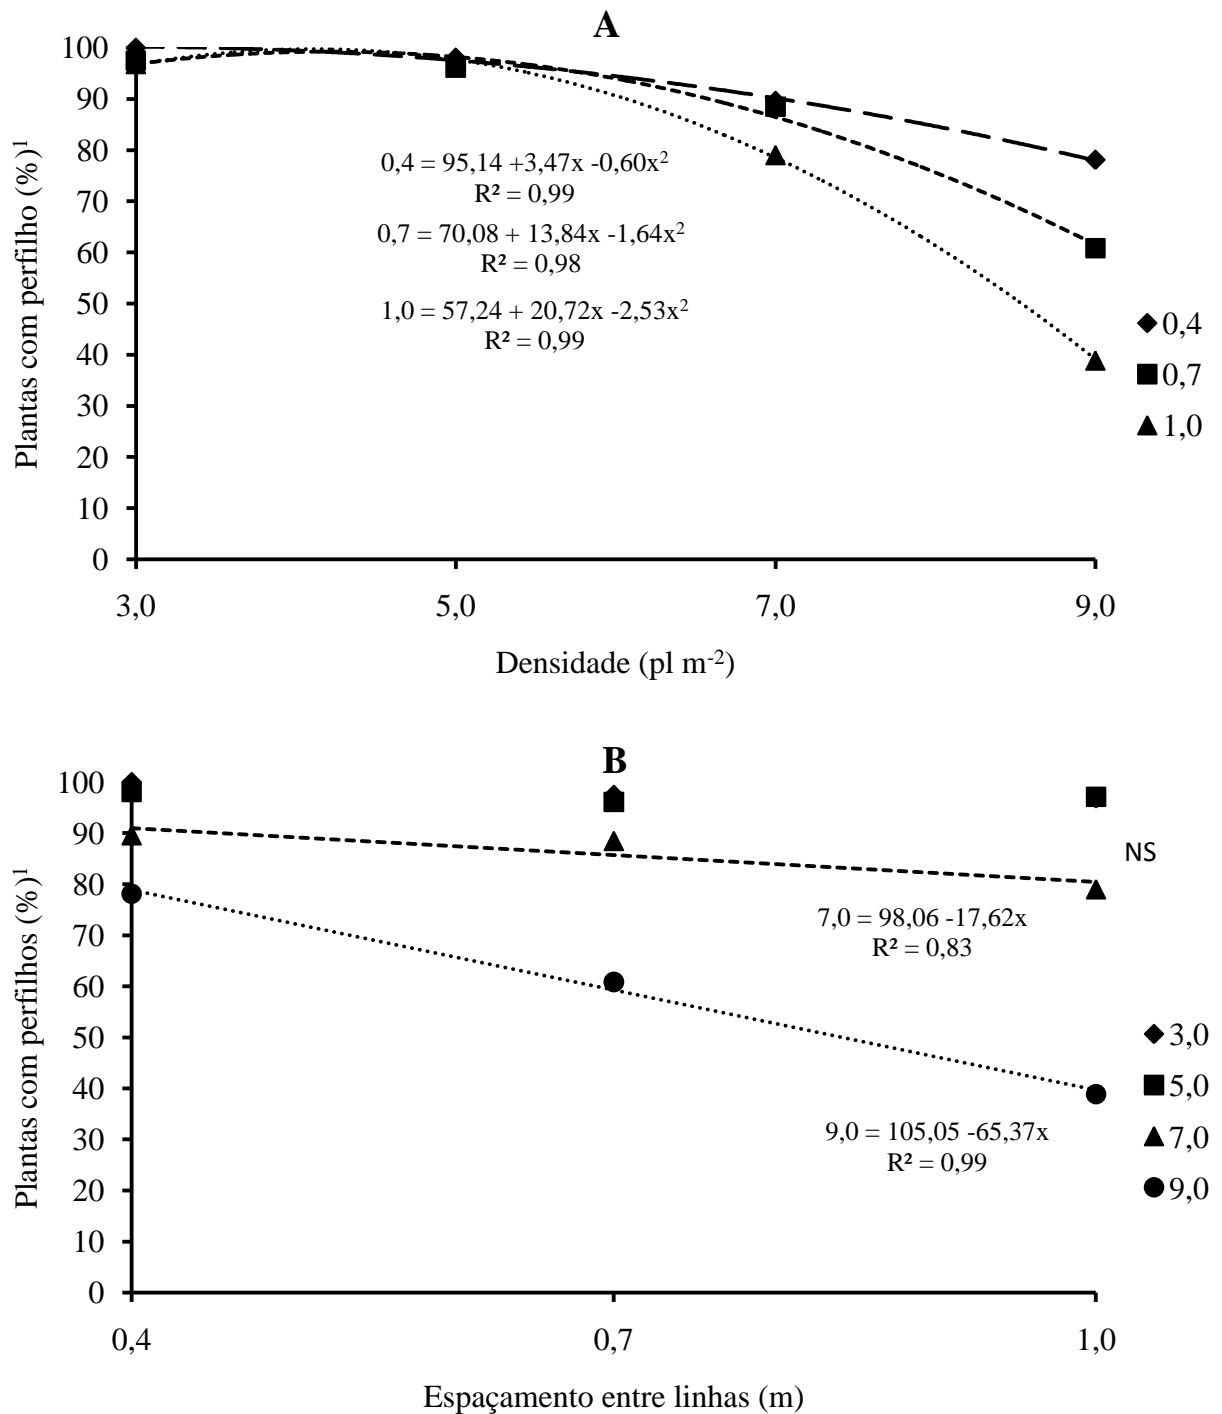 A
100
90
80
70
60
50
40
30
20
10
0
Plantas com perfilho (%)¹
0,4 = 95,14 +3,47x -0,60x²
R² = 0,99
0,7 = 70,08 + 13,84x -1,64x²
R² = 0,98
1,0 = 57,24 + 20,72x -2,53x²
R² = 0,99
0,4
0,7
1,0
3,0 5,0 7,0 9,0
Densidade (pl m⁻²)
B
100
90
80
70
60
50
40
30
20
10
0
Plantas com perfilhos (%)¹
NS
7,0 = 98,06 -17,62x
R² = 0,83
9,0 = 105,05 -65,37x
R² = 0,99
3,0
5,0
7,0
9,0
0,4 0,7 1,0
Espaçamento entre linhas (m)